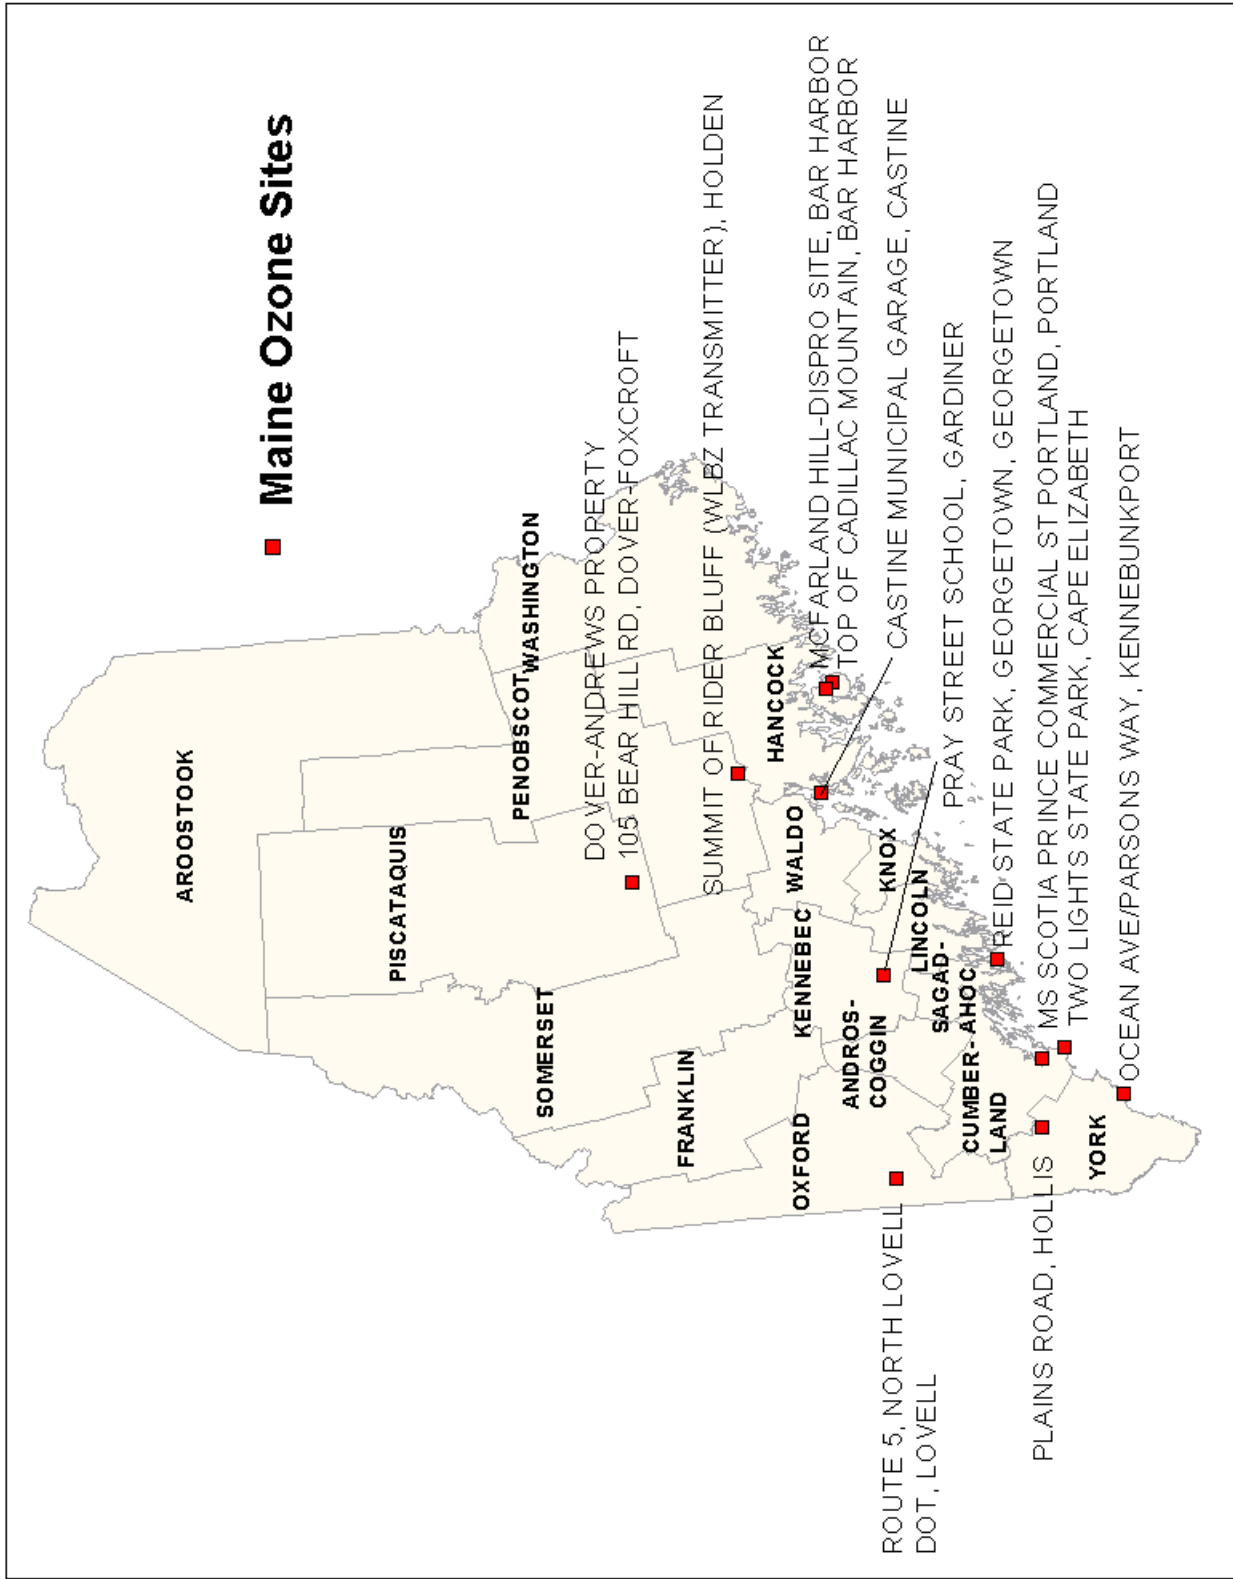 Maine Ozone Sites
AROOSTOOK
PISCATAQUIS
PENOBSCOT
WASHINGTON
SOMERSET
DOVER-ANDREWS PROPERTY
105 BEAR HILL RD, DOVER-FOXCROFT
FRANKLIN
SUMMIT OF RIDER BLUFF (WLBZ TRANSMITTER), HOLDEN
HANCOCK
OXFORD
KENNEBEC
WALDO
MCFARLAND HILL-DISPRO SITE, BAR HARBOR
TOP OF CADILLAC MOUNTAIN, BAR HARBOR
ANDROS-
COGGIN
KNOX
CASTINE MUNICIPAL GARAGE, CASTINE
LINCOLN
SAGAD-
AHOC
PRAY STREET SCHOOL, GARDINER
ROUTE 5, NORTH LOVELL
DOT, LOVELL
CUMBER-
LAND
REID STATE PARK, GEORGETOWN, GEORGETOWN
PLAINS ROAD, HOLLIS
MS SCOTIA PRINCE COMMERCIAL ST PORTLAND, PORTLAND
TWO LIGHTS STATE PARK, CAPE ELIZABETH
YORK
OCEAN AVE/PARSONS WAY, KENNEBUNKPORT